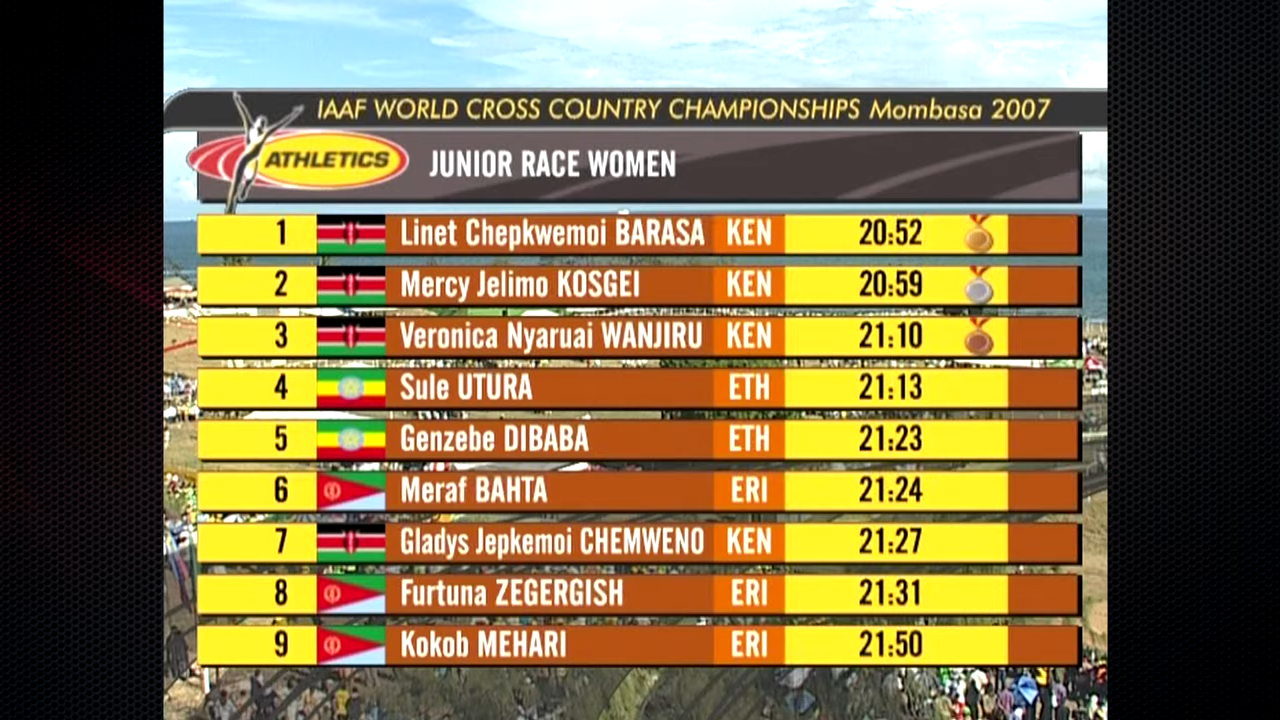 IAAF WORLD CROSS COUNTRY CHAMPIONSHIPS Mombasa 2007
ATHLETICS JUNIOR RACE WOMEN
1 Linet Chepkwemoi BARASA KEN 20:52
2 Mercy Jelimo KOSGEI KEN 20:59
3 Veronica Nyaruai WANJIRU KEN 21:10
4 Sule UTURA ETH 21:13
5 Genzebe DIBABA ETH 21:23
6 Meraf BAHTA ERI 21:24
7 Gladys Jepkemoi CHEMWENO KEN 21:27
8 Furtuna ZEGERGISH ERI 21:31
9 Kokob MEHARI ERI 21:50